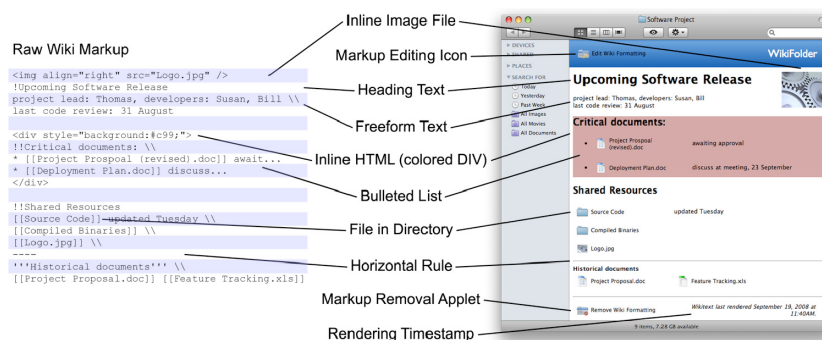 Raw Wiki Markup
<img align="right" src="Logo.jpg" />
!Upcoming Software Release
project lead: Thomas, developers: Susan, Bill \\
last code review: 31 August
<div style="background:#c99;">
!!Critical documents: \\
* [[Project Prospoal (revised).doc]] await...
* [[Deployment Plan.doc]] discuss...
</div>
!!Shared Resources
[[Source Code]] updated Tuesday \\
[[Compiled Binaries]] \\
[[Logo.jpg]] \\
----
'''Historical documents''' \\
[[Project Proposal.doc]] [[Feature Tracking.xls]]
Inline Image File
Markup Editing Icon
Heading Text
Freeform Text
Inline HTML (colored DIV)
Bulleted List
File in Directory
Horizontal Rule
Markup Removal Applet
Rendering Timestamp
Software Project
DEVICES
PLACES
SEARCH FOR
Today
Yesterday
Past Week
All Images
All Movies
All Documents
Edit Wiki Formatting
WikiFolder
Upcoming Software Release
project lead: Thomas, developers: Susan, Bill
last code review: 31 August
Critical documents:
• Project Prospoal (revised).doc awaiting approval
• Deployment Plan.doc discuss at meeting, 23 September
Shared Resources
Source Code updated Tuesday
Compiled Binaries
Logo.jpg
Historical documents
Project Proposal.doc Feature Tracking.xls
Remove Wiki Formatting
Wikitext last rendered September 19, 2008 at
11:40AM.
9 items, 7.28 GB available